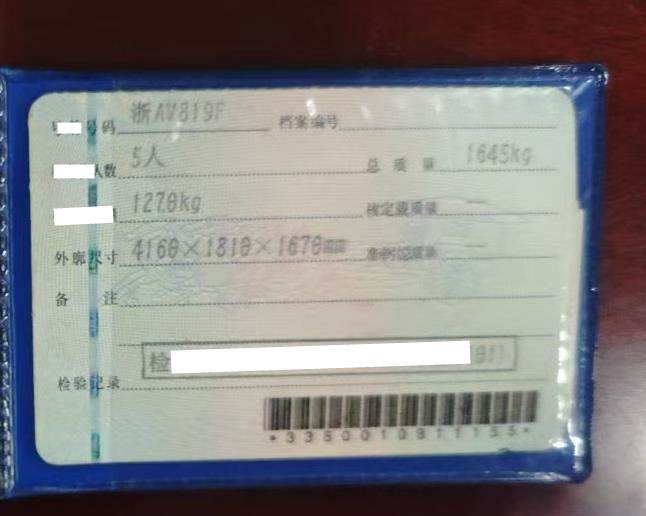 号码 浙AV819F 档案编号
人数 5人 总质量 1645kg
1270kg 核定载质量 —
外廓尺寸 4160×1810×1670mm 准牵引总质量 —
备注
检
检验记录
*3360010811155*